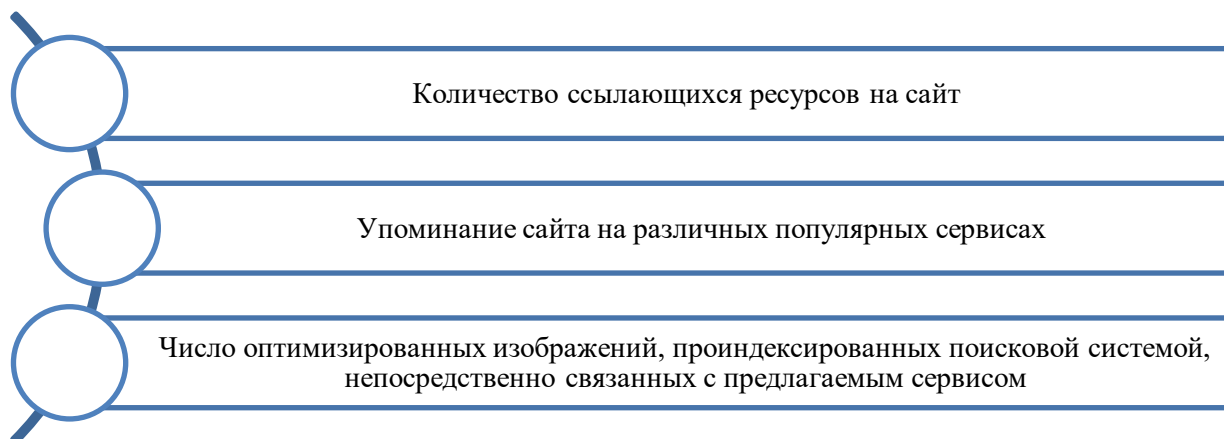 Количество ссылающихся ресурсов на сайт
Упоминание сайта на различных популярных сервисах
Число оптимизированных изображений, проиндексированных поисковой системой,
непосредственно связанных с предлагаемым сервисом